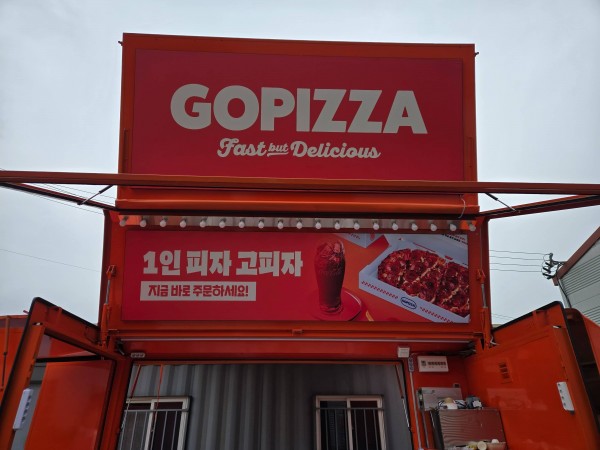 GOPIZZA
Fast but Delicious
1인 피자 고피자
지금 바로 주문하세요!
GOPIZZA